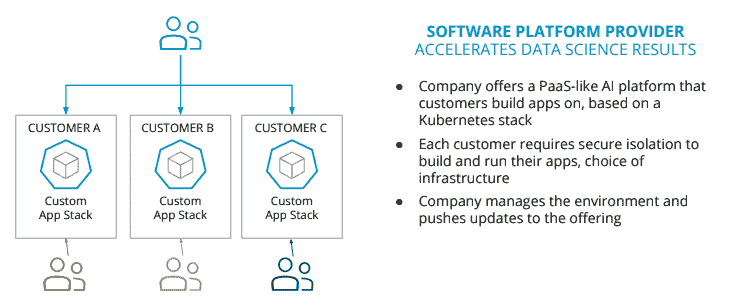 SOFTWARE PLATFORM PROVIDER
ACCELERATES DATA SCIENCE RESULTS
CUSTOMER A
Custom
App Stack
CUSTOMER B
Custom
App Stack
CUSTOMER C
Custom
App Stack
● Company offers a PaaS-like AI platform that
customers build apps on, based on a
Kubernetes stack
● Each customer requires secure isolation to
build and run their apps, choice of
infrastructure
● Company manages the environment and
pushes updates to the offering